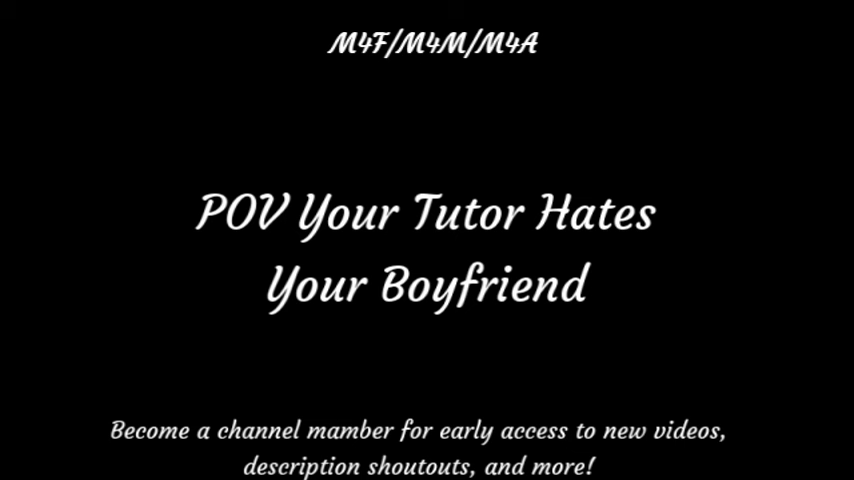 M4F/M4M/M4A
POV Your Tutor Hates
Your Boyfriend
Become a channel mamber for early access to new videos,
description shoutouts, and more!